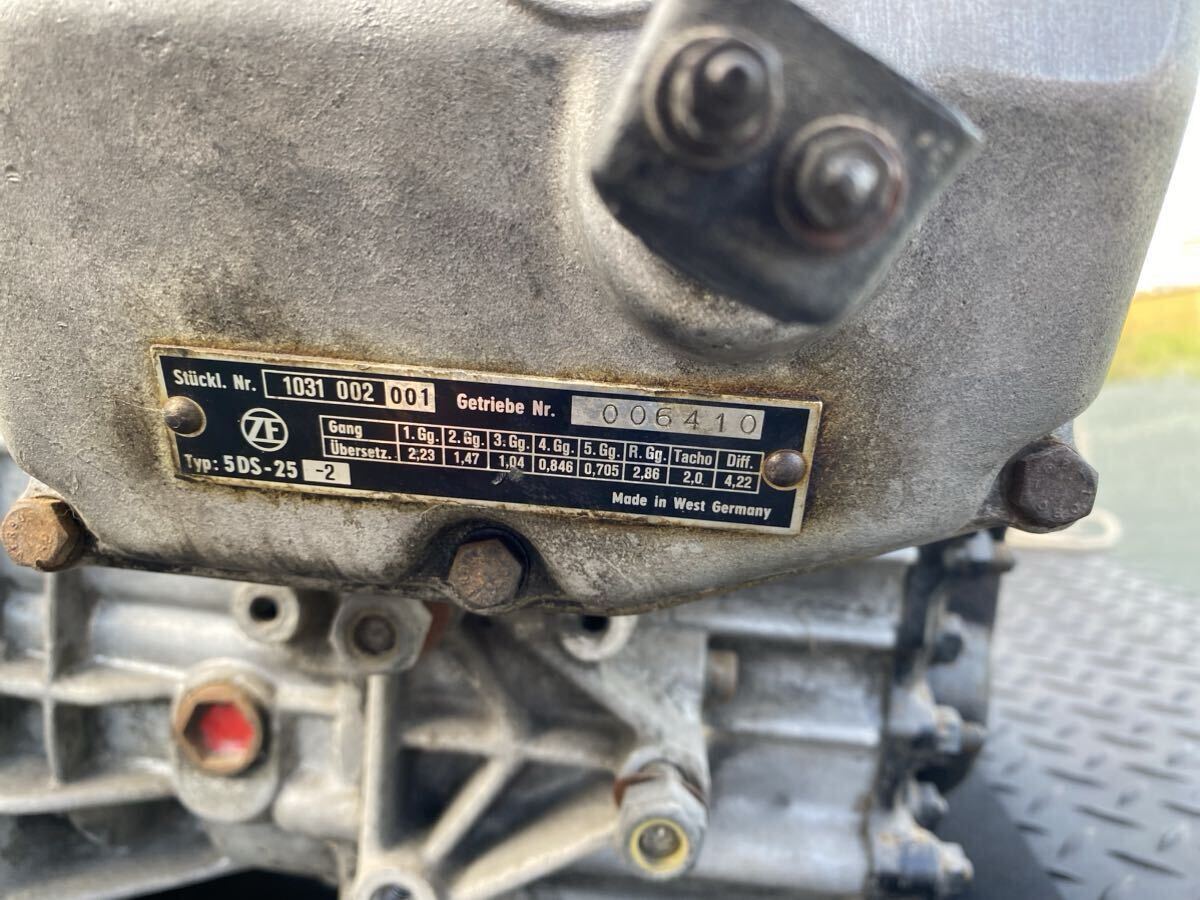 Stückl. Nr. 1031 002 001 Getriebe Nr. 006410
ZF
Gang 1. Gg. 2. Gg. 3. Gg. 4. Gg. 5. Gg. R. Gg. Tacho Diff.
Übersetz. 2,23 1,47 1,04 0,846 0,705 2,86 2,0 4,22
Typ: 5DS-25 -2
Made in West Germany